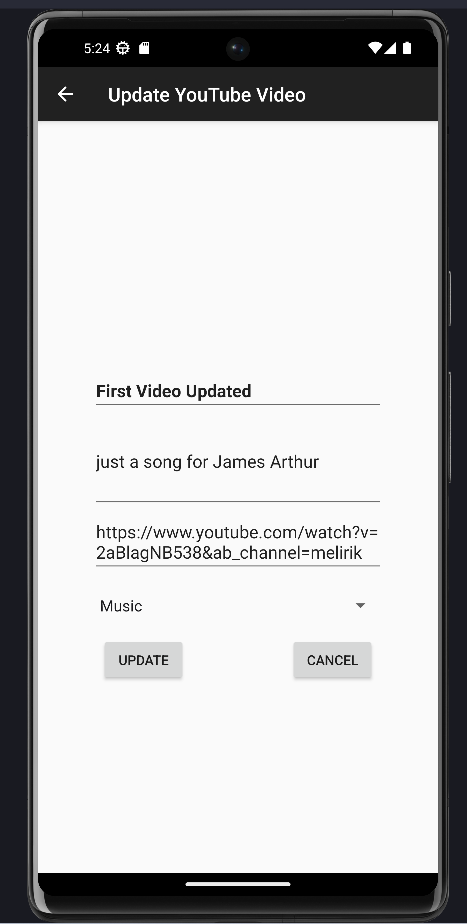 5:24
Update YouTube Video
First Video Updated
just a song for James Arthur
https://www.youtube.com/watch?v=
2aBlagNB538&ab_channel=melirik
Music
UPDATE
CANCEL